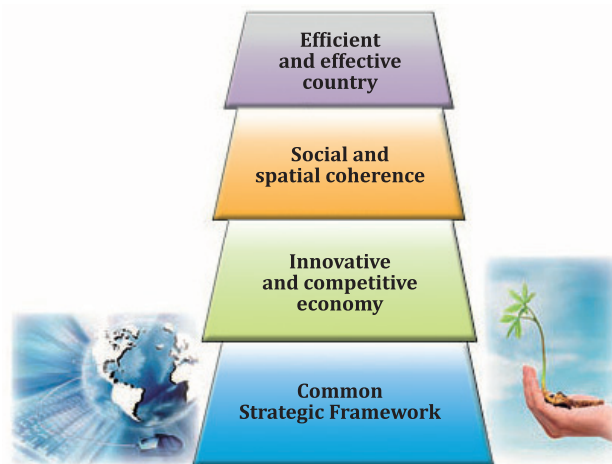 Efficient
and effective
country
Social and
spatial coherence
Innovative
and competitive
economy
Common
Strategic Framework